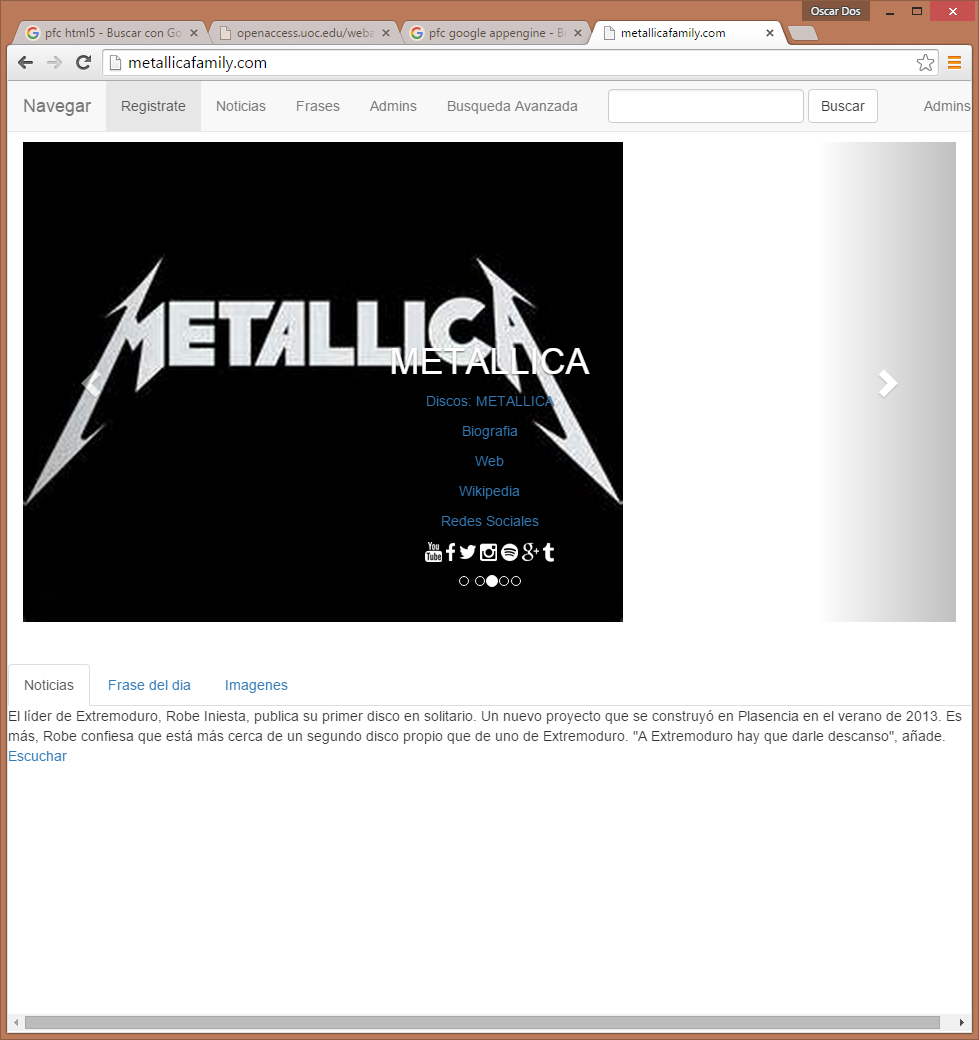 Oscar Dos
pfc html5 - Buscar con Go
openaccess.uoc.edu/weba
pfc google appengine - B
metallicafamily.com
metallicafamily.com
Navegar Registrate Noticias Frases Admins Busqueda Avanzada Buscar Admins
METALLICA
METALLICA
Discos: METALLICA
Biografia
Web
Wikipedia
Redes Sociales
You Tube
Noticias Frase del dia Imagenes
El líder de Extremoduro, Robe Iniesta, publica su primer disco en solitario. Un nuevo proyecto que se construyó en Plasencia en el verano de 2013. Es
más, Robe confiesa que está más cerca de un segundo disco propio que de uno de Extremoduro. "A Extremoduro hay que darle descanso", añade.
Escuchar